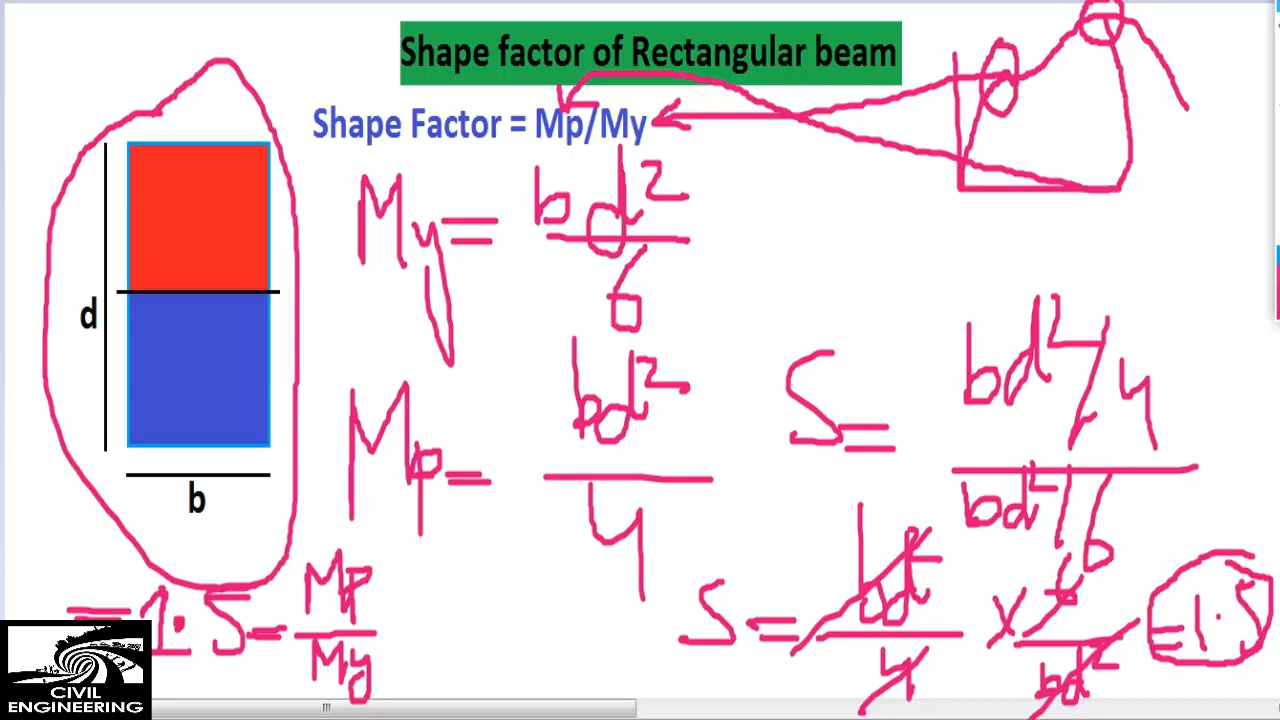 Shape factor of Rectangular beam
Shape Factor = Mp/My
My = bd²/6
d
Mp = bd²/4
S = bd²/4 / bd²/6
b
S = bd²/4 × 6/bd² = 1.5
= 1.5 = Mp/My
CIVIL
ENGINEERING